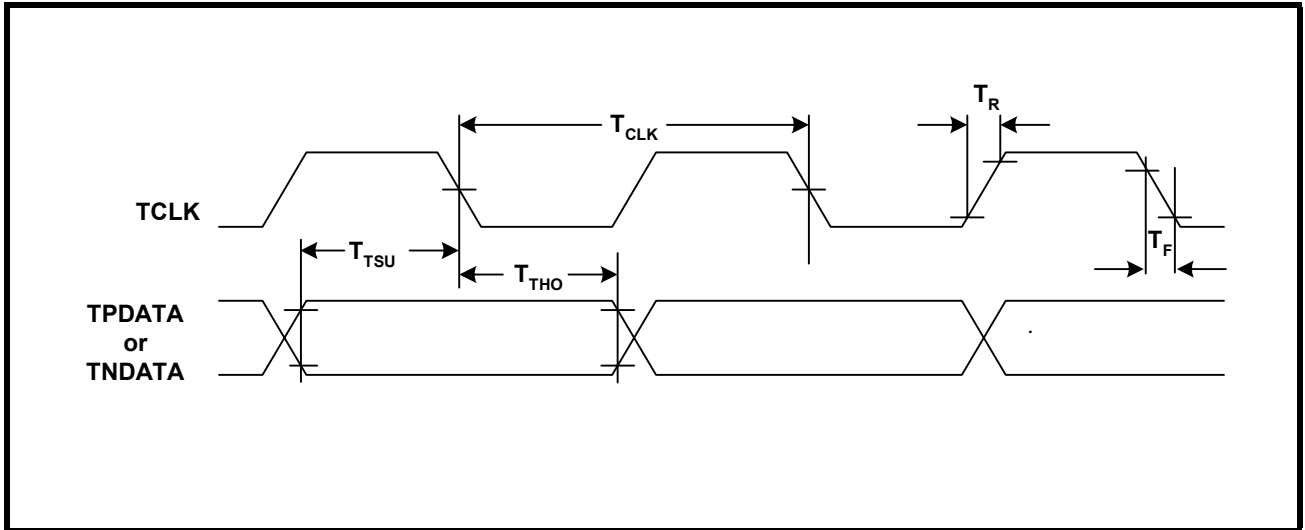 T_R
T_CLK
TCLK
T_TSU
T_F
T_THO
TPDATA
or
TNDATA